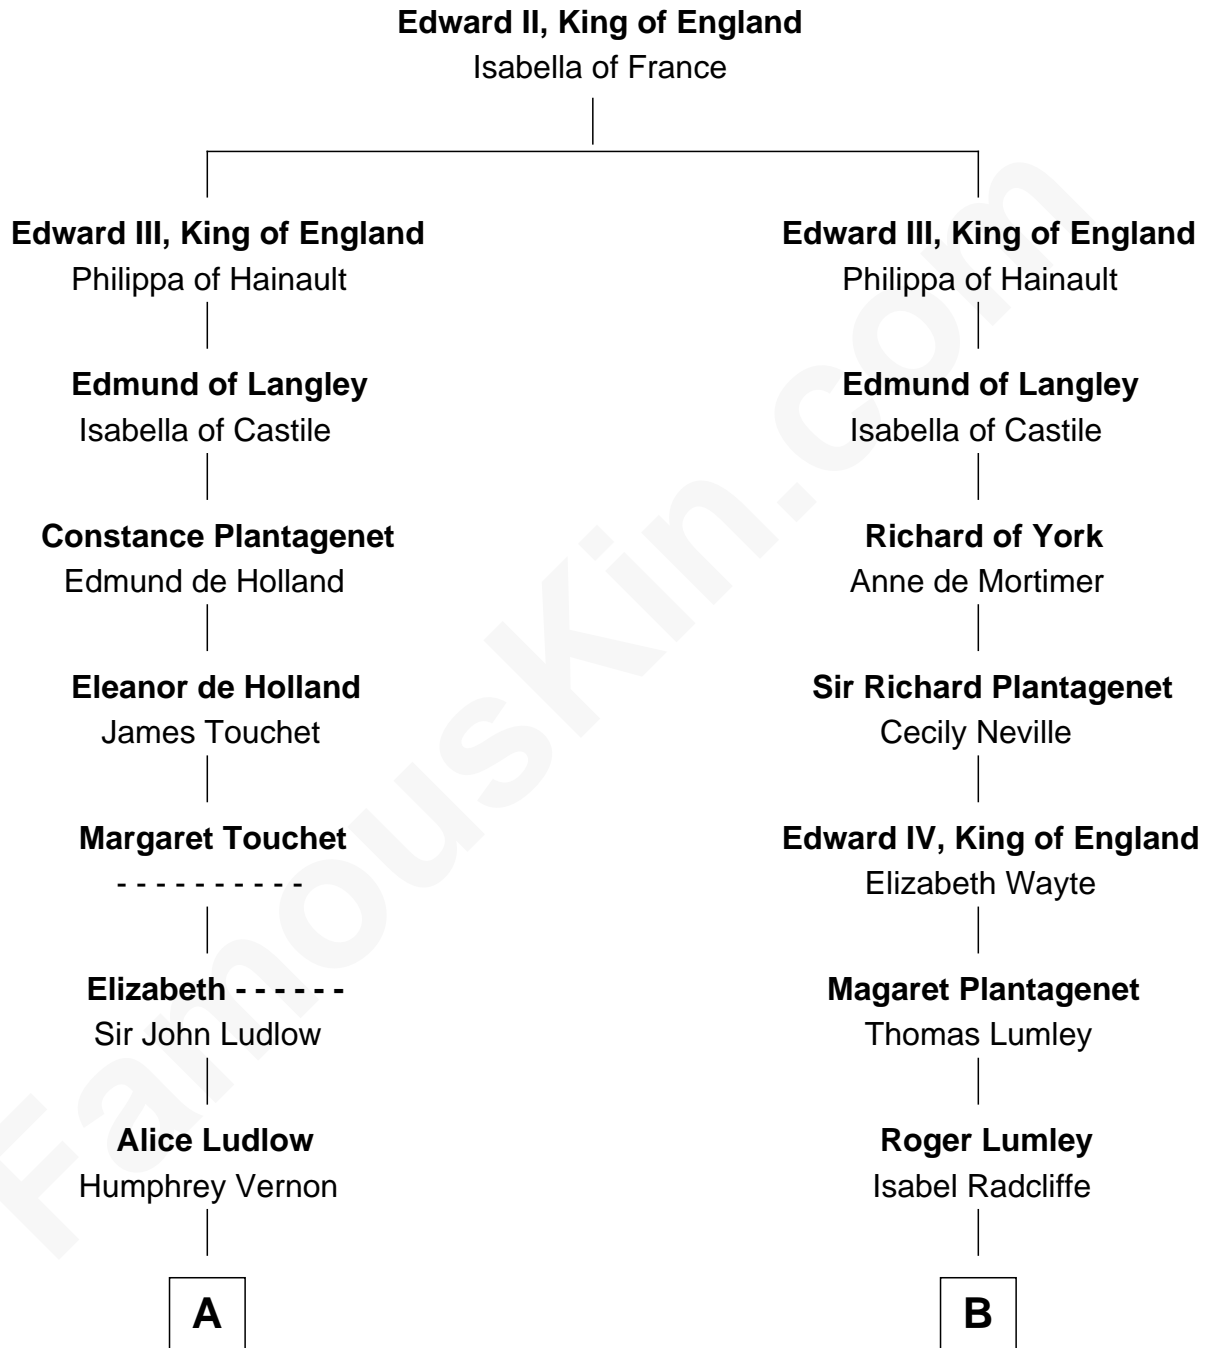 Edward II, King of England
Isabella of France
Edward III, King of England
Philippa of Hainault
Edmund of Langley
Isabella of Castile
Constance Plantagenet
Edmund de Holland
Eleanor de Holland
James Touchet
Margaret Touchet
- - - - - - - - - -
Elizabeth - - - - - -
Sir John Ludlow
Alice Ludlow
Humphrey Vernon
A
Edward III, King of England
Philippa of Hainault
Edmund of Langley
Isabella of Castile
Richard of York
Anne de Mortimer
Sir Richard Plantagenet
Cecily Neville
Edward IV, King of England
Elizabeth Wayte
Magaret Plantagenet
Thomas Lumley
Roger Lumley
Isabel Radcliffe
B
FamousKin.com